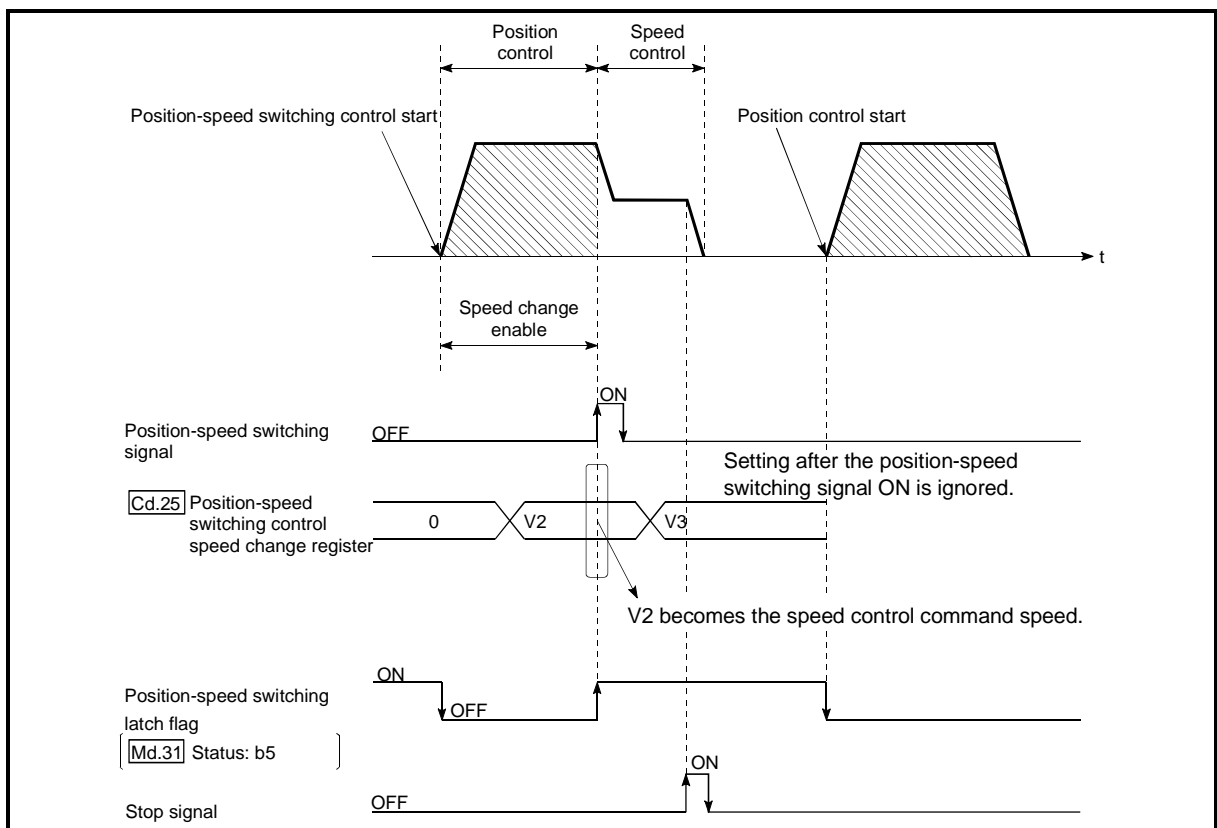 Position
control
Speed
control
Position-speed switching control start
Position control start
t
Speed change
enable
ON
Position-speed switching
signal
OFF
Setting after the position-speed
switching signal ON is ignored.
Cd.25 Position-speed
switching control
speed change register
0
V2
V3
V2 becomes the speed control command speed.
ON
Position-speed switching
latch flag
OFF
Md.31 Status: b5
ON
Stop signal
OFF